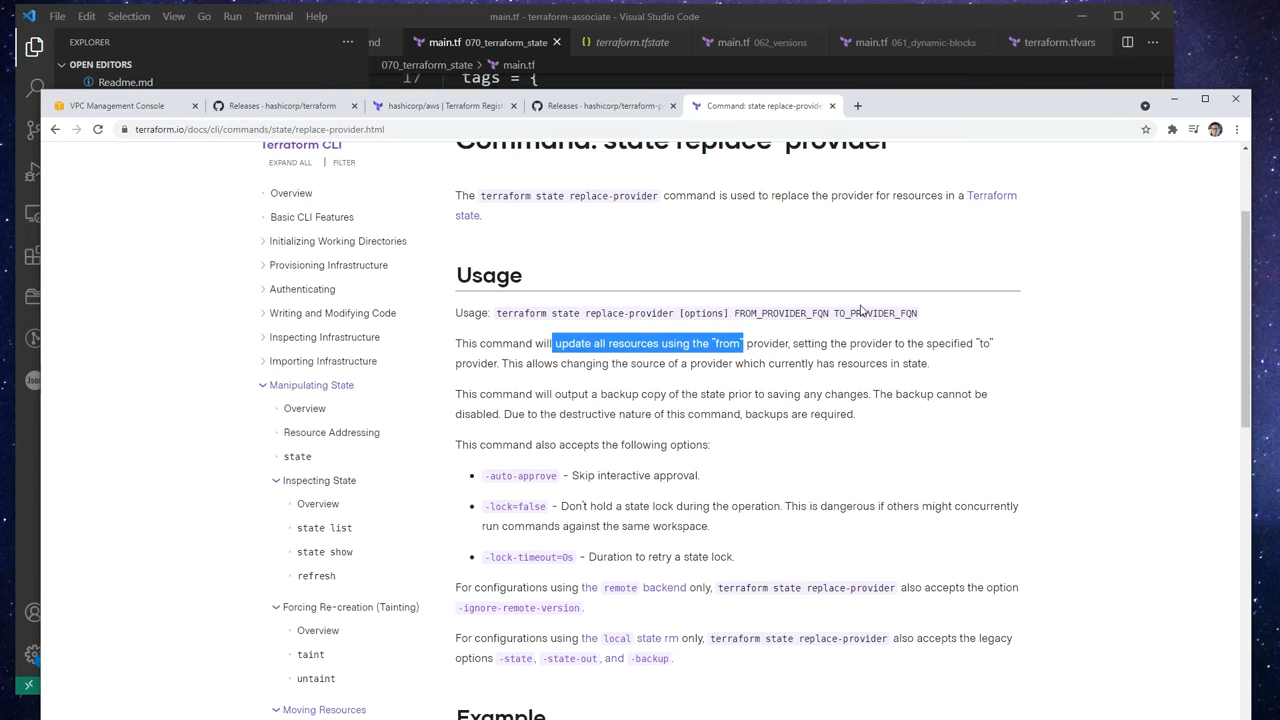 File Edit Selection View Go Run Terminal Help main.tf - terraform-associate - Visual Studio Code
EXPLORER
OPEN EDITORS
Readme.md
md main.tf 070_terraform_state terraform.tfstate main.tf 062_versions main.tf 061_dynamic-blocks terraform.tfvars
070_terraform_state > main.tf
17 tags = {
VPC Management Console Releases · hashicorp/terraform hashicorp/aws | Terraform Regist Releases · hashicorp/terraform-p Command: state replace-provide
terraform.io/docs/cli/commands/state/replace-provider.html
Terraform CLI
EXPAND ALL | FILTER
Overview
Basic CLI Features
Initializing Working Directories
Provisioning Infrastructure
Authenticating
Writing and Modifying Code
Inspecting Infrastructure
Importing Infrastructure
Manipulating State
Overview
Resource Addressing
state
Inspecting State
Overview
state list
state show
refresh
Forcing Re-creation (Tainting)
Overview
taint
untaint
Moving Resources
Command: state replace-provider
The terraform state replace-provider command is used to replace the provider for resources in a Terraform
state.
Usage
Usage: terraform state replace-provider [options] FROM_PROVIDER_FQN TO_PROVIDER_FQN
This command will update all resources using the "from" provider, setting the provider to the specified "to"
provider. This allows changing the source of a provider which currently has resources in state.
This command will output a backup copy of the state prior to saving any changes. The backup cannot be
disabled. Due to the destructive nature of this command, backups are required.
This command also accepts the following options:
-auto-approve - Skip interactive approval.
-lock=false - Don't hold a state lock during the operation. This is dangerous if others might concurrently
run commands against the same workspace.
-lock-timeout=0s - Duration to retry a state lock.
For configurations using the remote backend only, terraform state replace-provider also accepts the option
-ignore-remote-version.
For configurations using the local state rm only, terraform state replace-provider also accepts the legacy
options -state, -state-out, and -backup.
Example